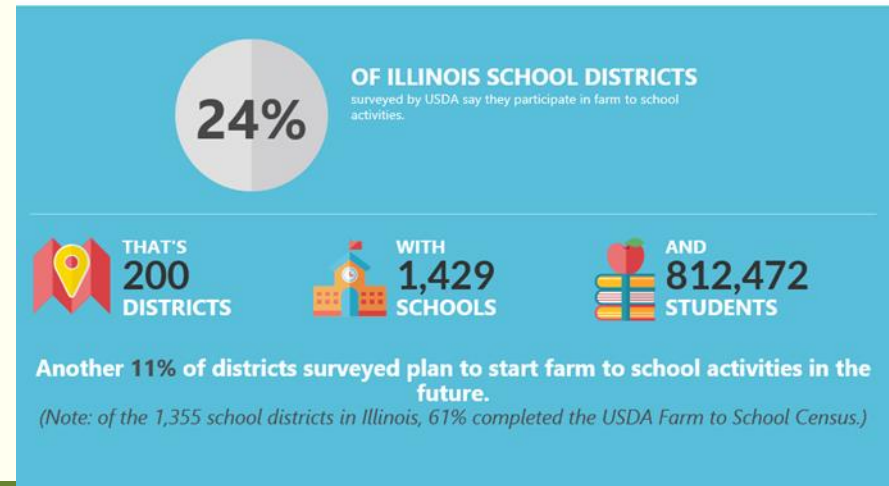 24%
OF ILLINOIS SCHOOL DISTRICTS
surveyed by USDA say they participate in farm to school
activities.
THAT'S
200
DISTRICTS
WITH
1,429
SCHOOLS
AND
812,472
STUDENTS
Another 11% of districts surveyed plan to start farm to school activities in the
future.
(Note: of the 1,355 school districts in Illinois, 61% completed the USDA Farm to School Census.)